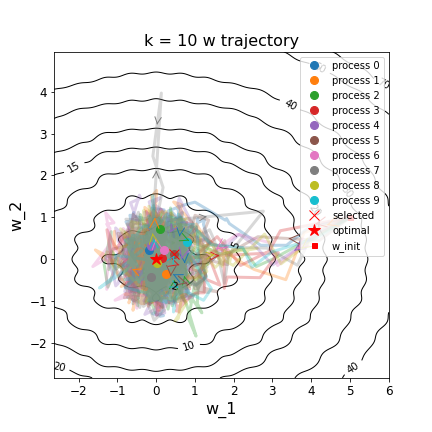 k = 10 w trajectory
process 0
process 1
process 2
process 3
process 4
process 5
process 6
process 7
process 8
process 9
selected
optimal
w_init
40
15
5
2
10
20
40
w_2
4
3
2
1
0
−1
−2
−2
−1
0
1
2
3
4
5
6
w_1